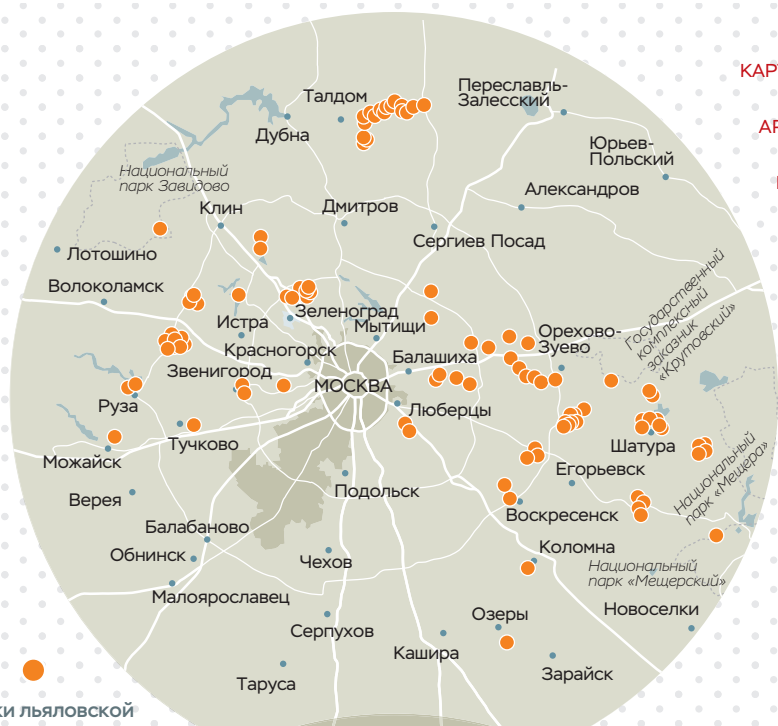 КАР
АР
Талдом
Переславль-
Залесский
Дубна
Юрьев-
Польский
Национальный
парк Завидово
Александров
Клин
Дмитров
Сергиев Посад
Лотошино
Волоколамск
Государственный
комплексный
заказник
«Крутовский»
Зеленоград
Истра
Мытищи
Орехово-
Зуево
Красногорск
Балашиха
Звенигород
МОСКВА
Руза
Люберцы
Тучково
Шатура
Можайск
Егорьевск
Национальный
парк «Мещера»
Подольск
Верея
Воскресенск
Балабаново
Коломна
Обнинск
Чехов
Национальный
парк «Мещерский»
Малоярославец
Новоселки
Озеры
Серпухов
Кашира
Зарайск
Таруса
КИ ЛЬЯЛОВСКОЙ